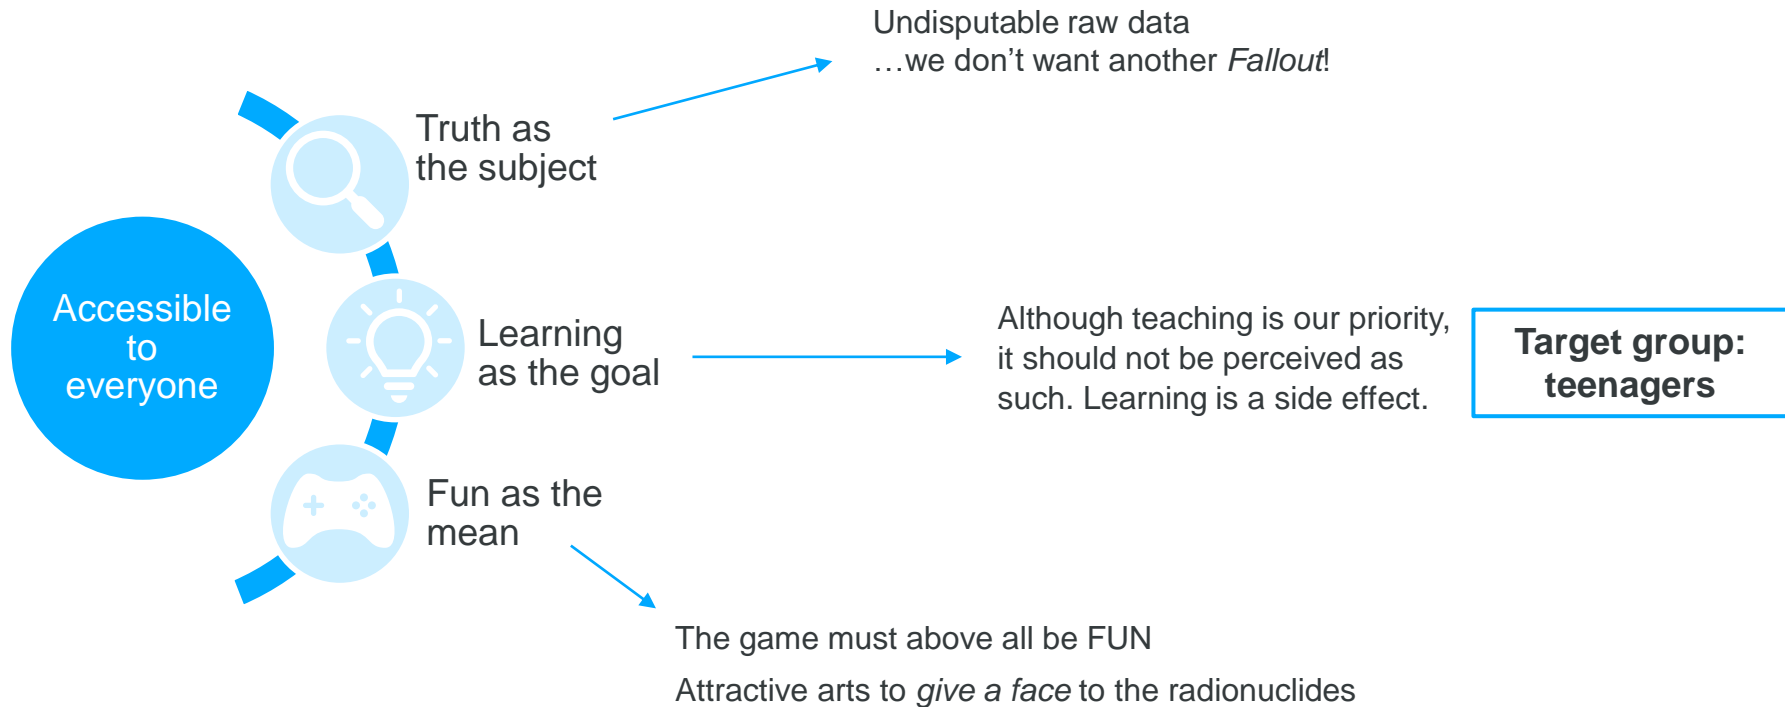 Undisputable raw data
…we don’t want another Fallout!
Truth as
the subject
Accessible
to
everyone
Learning
as the goal
Although teaching is our priority,
it should not be perceived as
such. Learning is a side effect.
Target group:
teenagers
Fun as the
mean
The game must above all be FUN
Attractive arts to give a face to the radionuclides